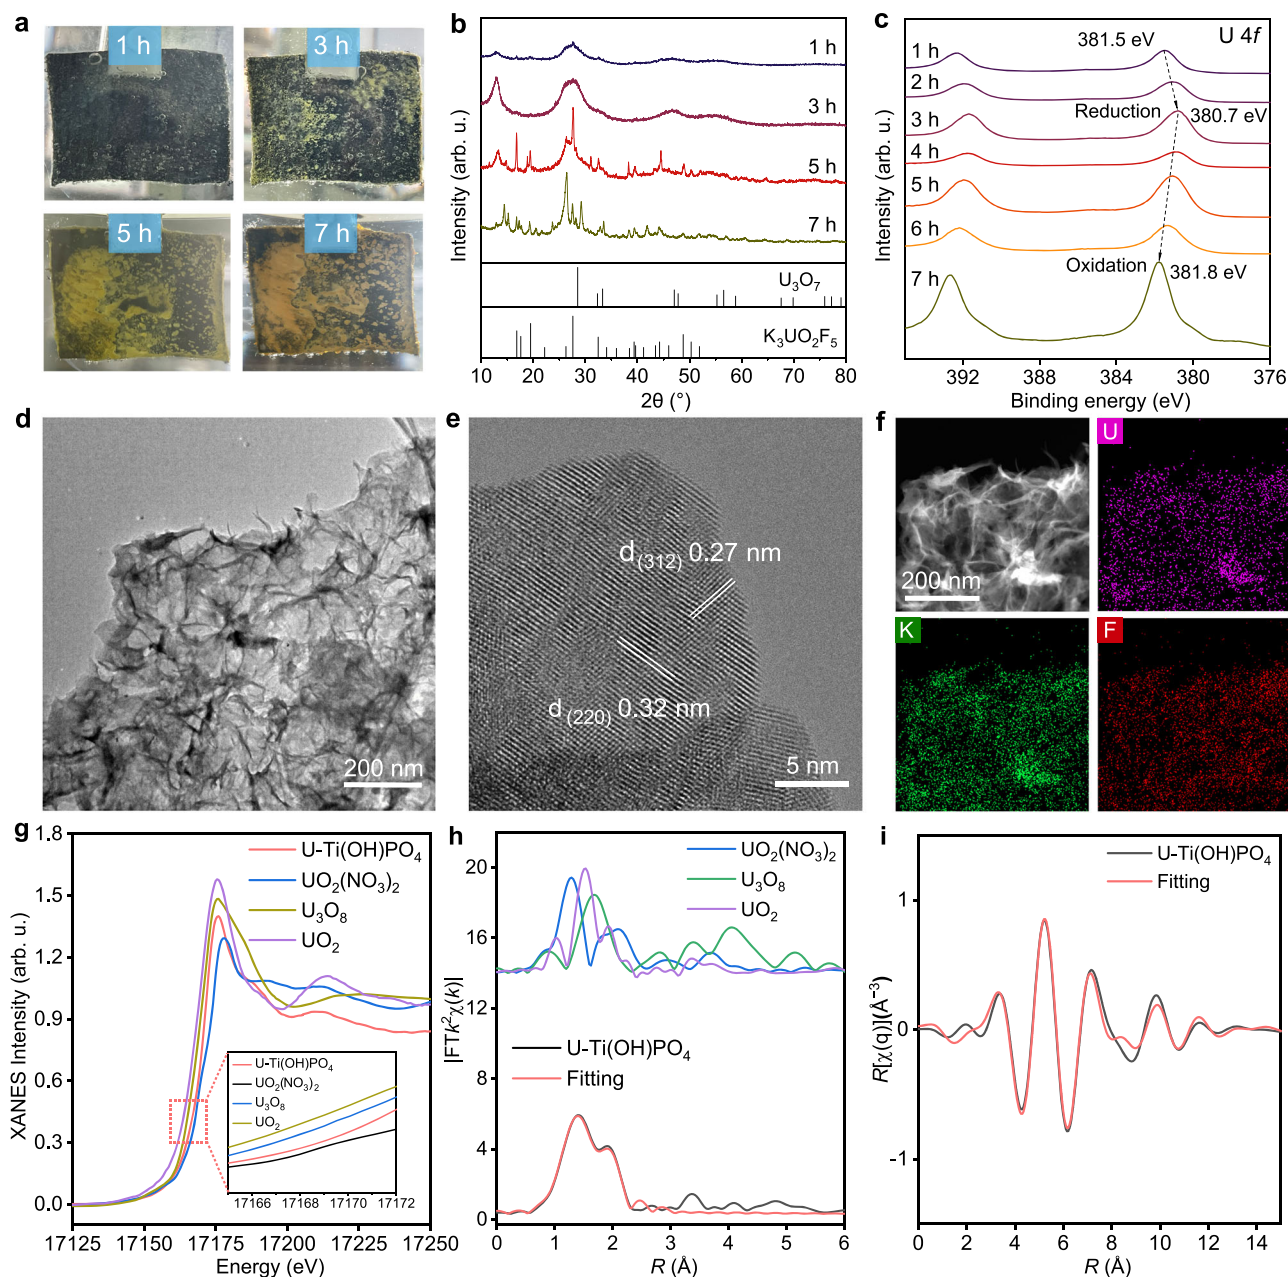 a
1 h
3 h
5 h
7 h
b
Intensity (arb. u.)
1 h
3 h
5 h
7 h
U₃O₇
K₃UO₂F₅
10 20 30 40 50 60 70 80
2θ (°)
c
U 4f
Intensity (arb. u.)
1 h
2 h
3 h
4 h
5 h
6 h
7 h
381.5 eV
Reduction
380.7 eV
Oxidation
381.8 eV
392 388 384 380 376
Binding energy (eV)
d
200 nm
e
d(312) 0.27 nm
d(220) 0.32 nm
5 nm
f
200 nm
U
K
F
g
XANES Intensity (arb. u.)
1.8
1.5
1.2
0.9
0.6
0.3
0.0
U-Ti(OH)PO₄
UO₂(NO₃)₂
U₃O₈
UO₂
U-Ti(OH)PO₄
UO₂(NO₃)₂
U₃O₈
UO₂
17166 17168 17170 17172
17125 17150 17175 17200 17225 17250
Energy (eV)
h
|FTk²χ(k)|
20
16
12
8
4
0
UO₂(NO₃)₂
U₃O₈
UO₂
U-Ti(OH)PO₄
Fitting
0 1 2 3 4 5 6
R (Å)
i
R[χ(q)](Å⁻³)
1
0
-1
U-Ti(OH)PO₄
Fitting
0 2 4 6 8 10 12 14
R (Å)